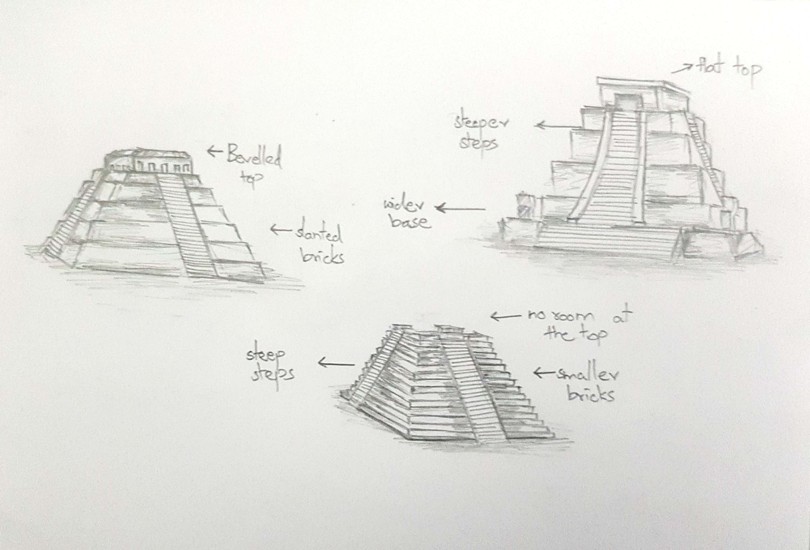 flat top
steeper
steps
Bevelled
top
wider
base
slanted
bricks
no room at
the top
steep
steps
smaller
bricks